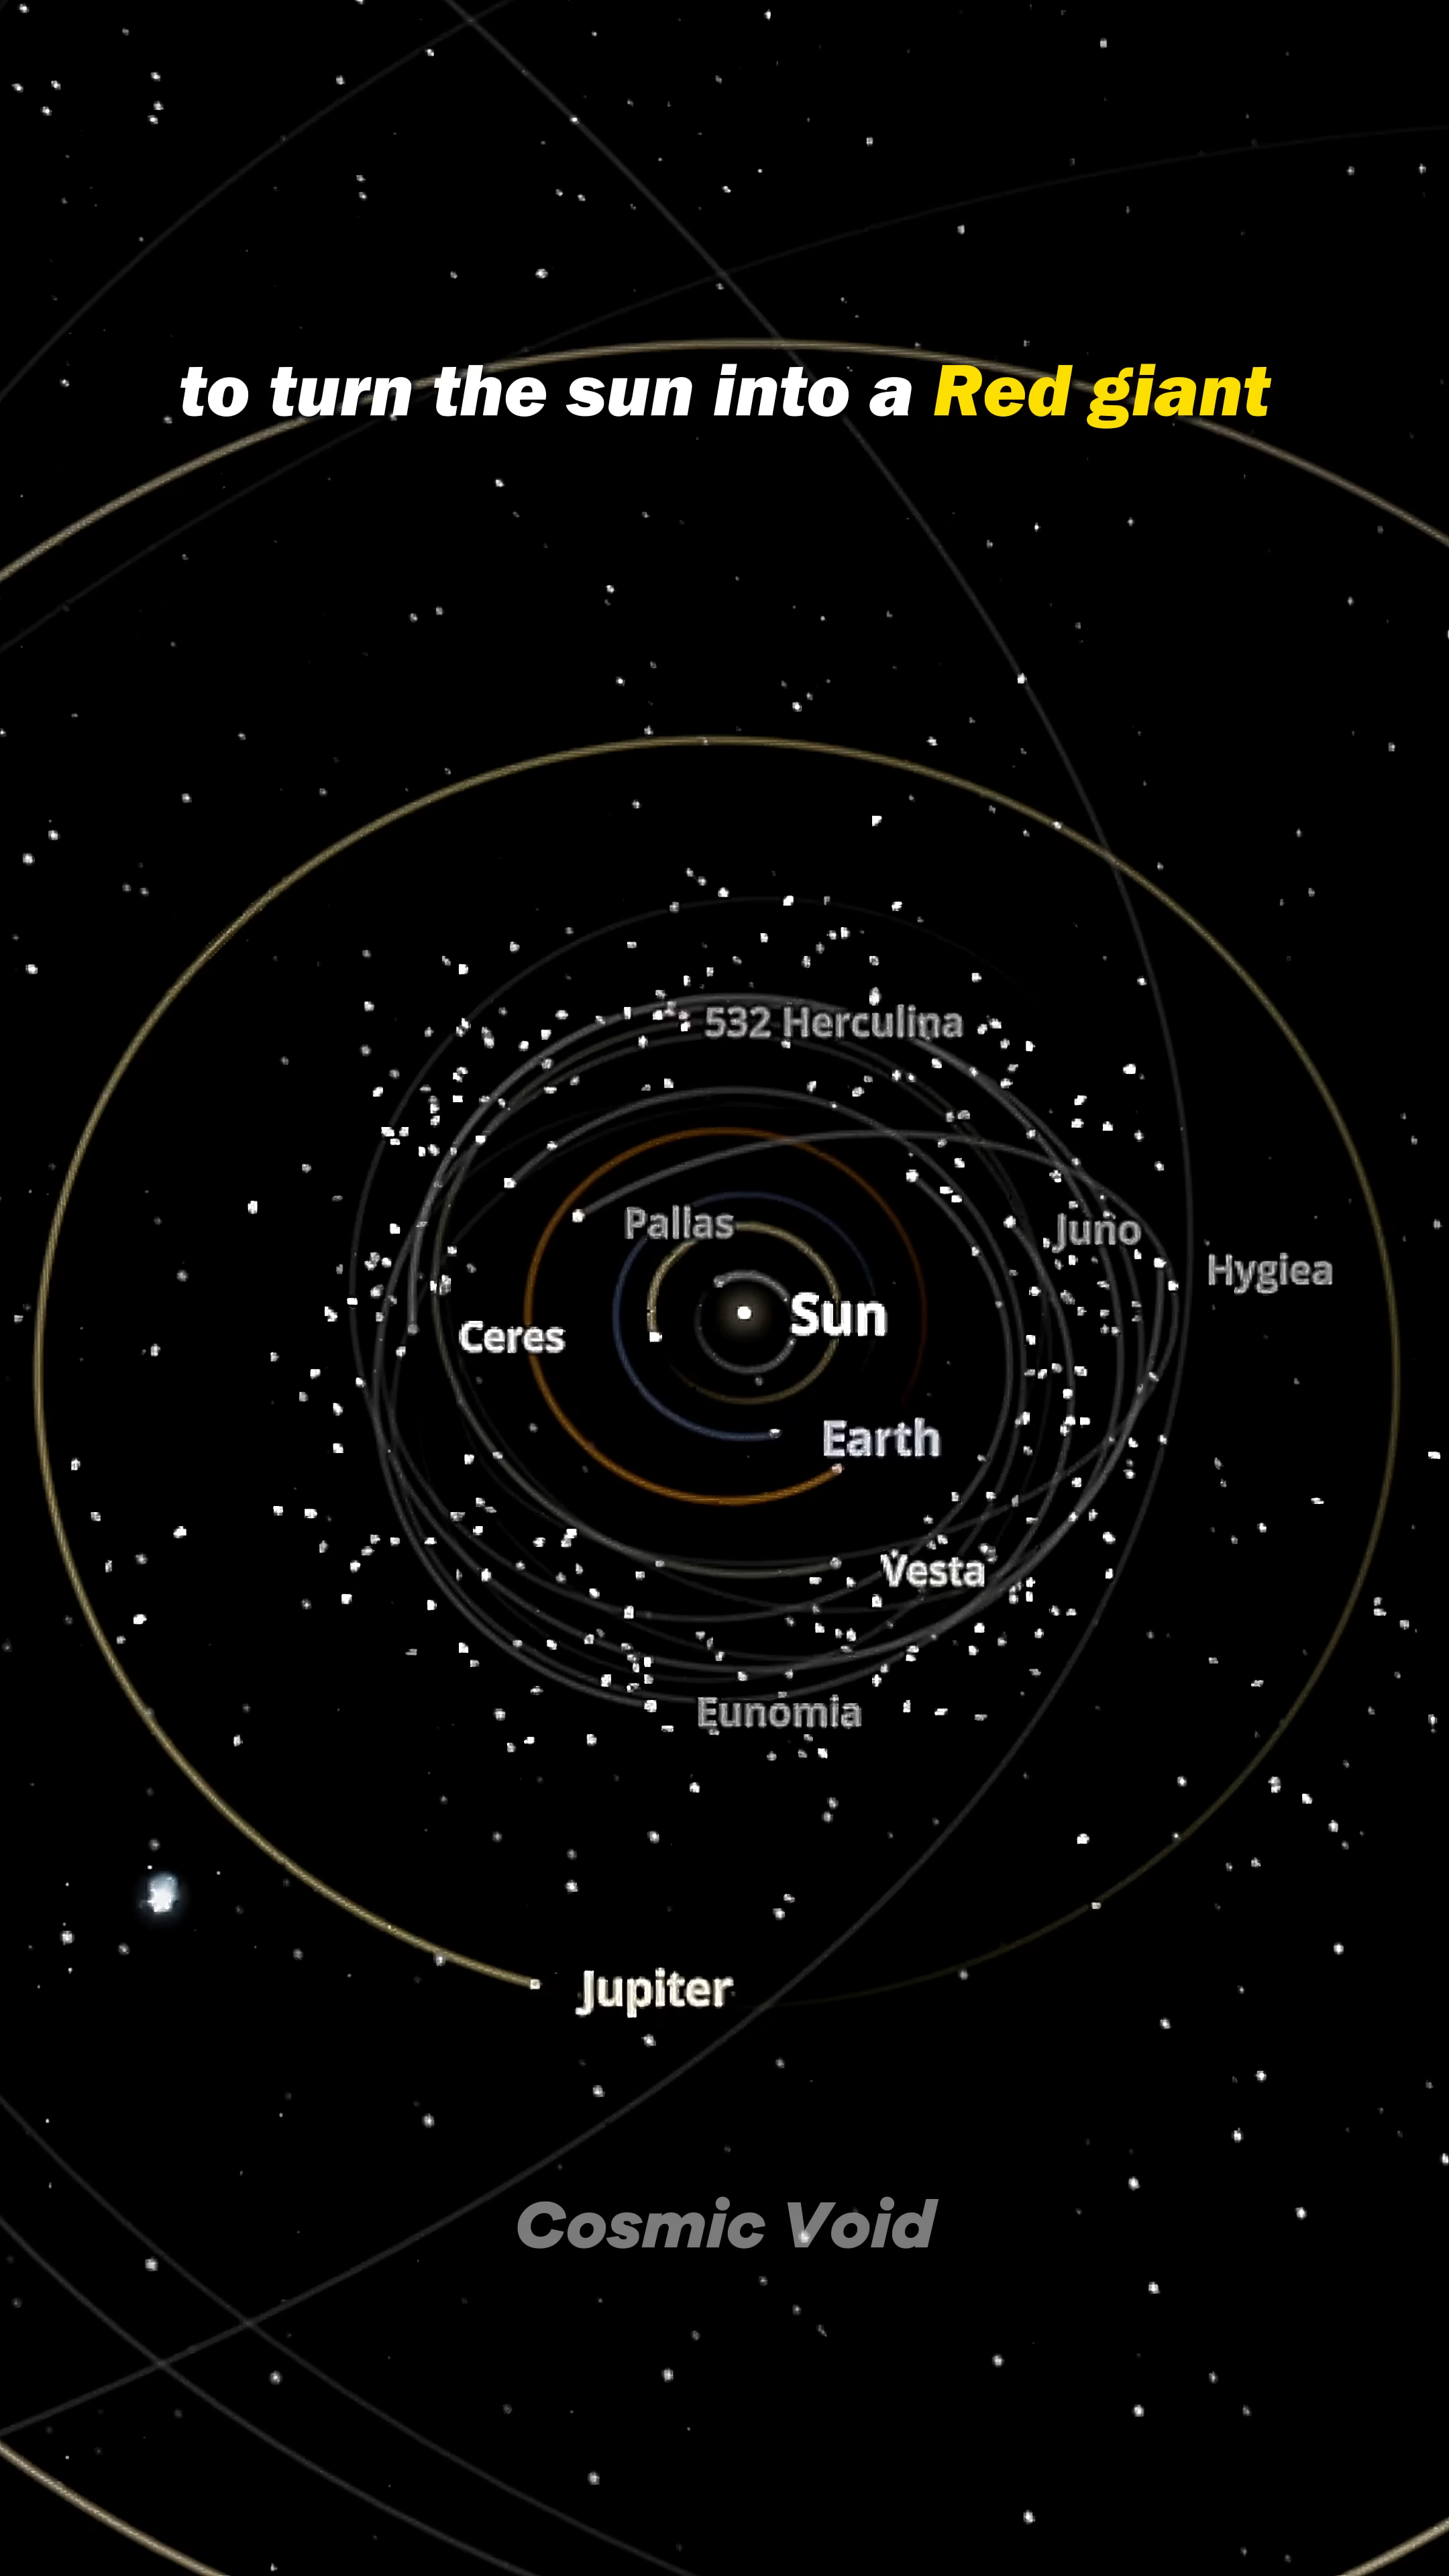 to turn the sun into a Red giant
532 Herculina
Pallas
Juno
Hygiea
Sun
Ceres
Earth
Vesta
Eunomia
Jupiter
Cosmic Void